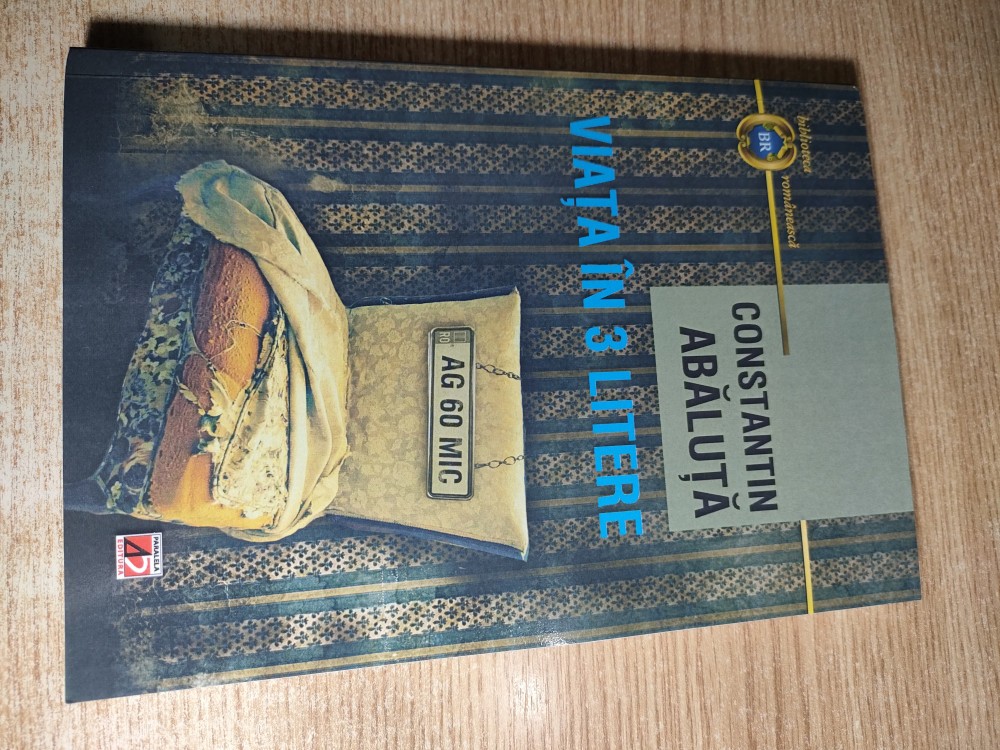 biblioteca românească
BR
CONSTANTIN
ABĂLUȚĂ
VIAȚA ÎN 3 LITERE
RO
AG 60 MIC
EDITURA
PARALELA
45